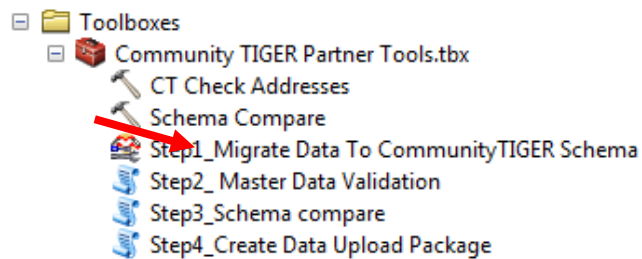 Toolboxes
Community TIGER Partner Tools.tbx
CT Check Addresses
Schema Compare
Step1_Migrate Data To CommunityTIGER Schema
Step2_ Master Data Validation
Step3_Schema compare
Step4_Create Data Upload Package